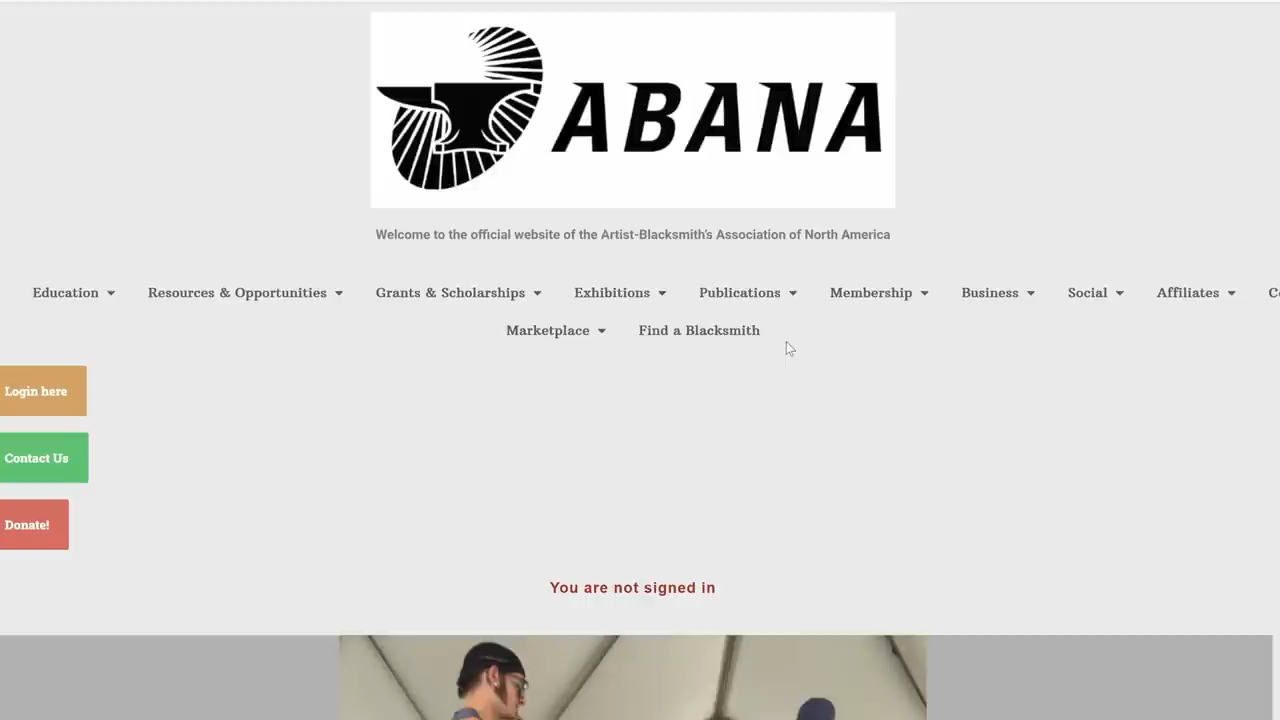 ABANA
Welcome to the official website of the Artist-Blacksmith's Association of North America
Education Resources & Opportunities Grants & Scholarships Exhibitions Publications Membership Business Social Affiliates
Marketplace Find a Blacksmith
Login here
Contact Us
Donate!
You are not signed in